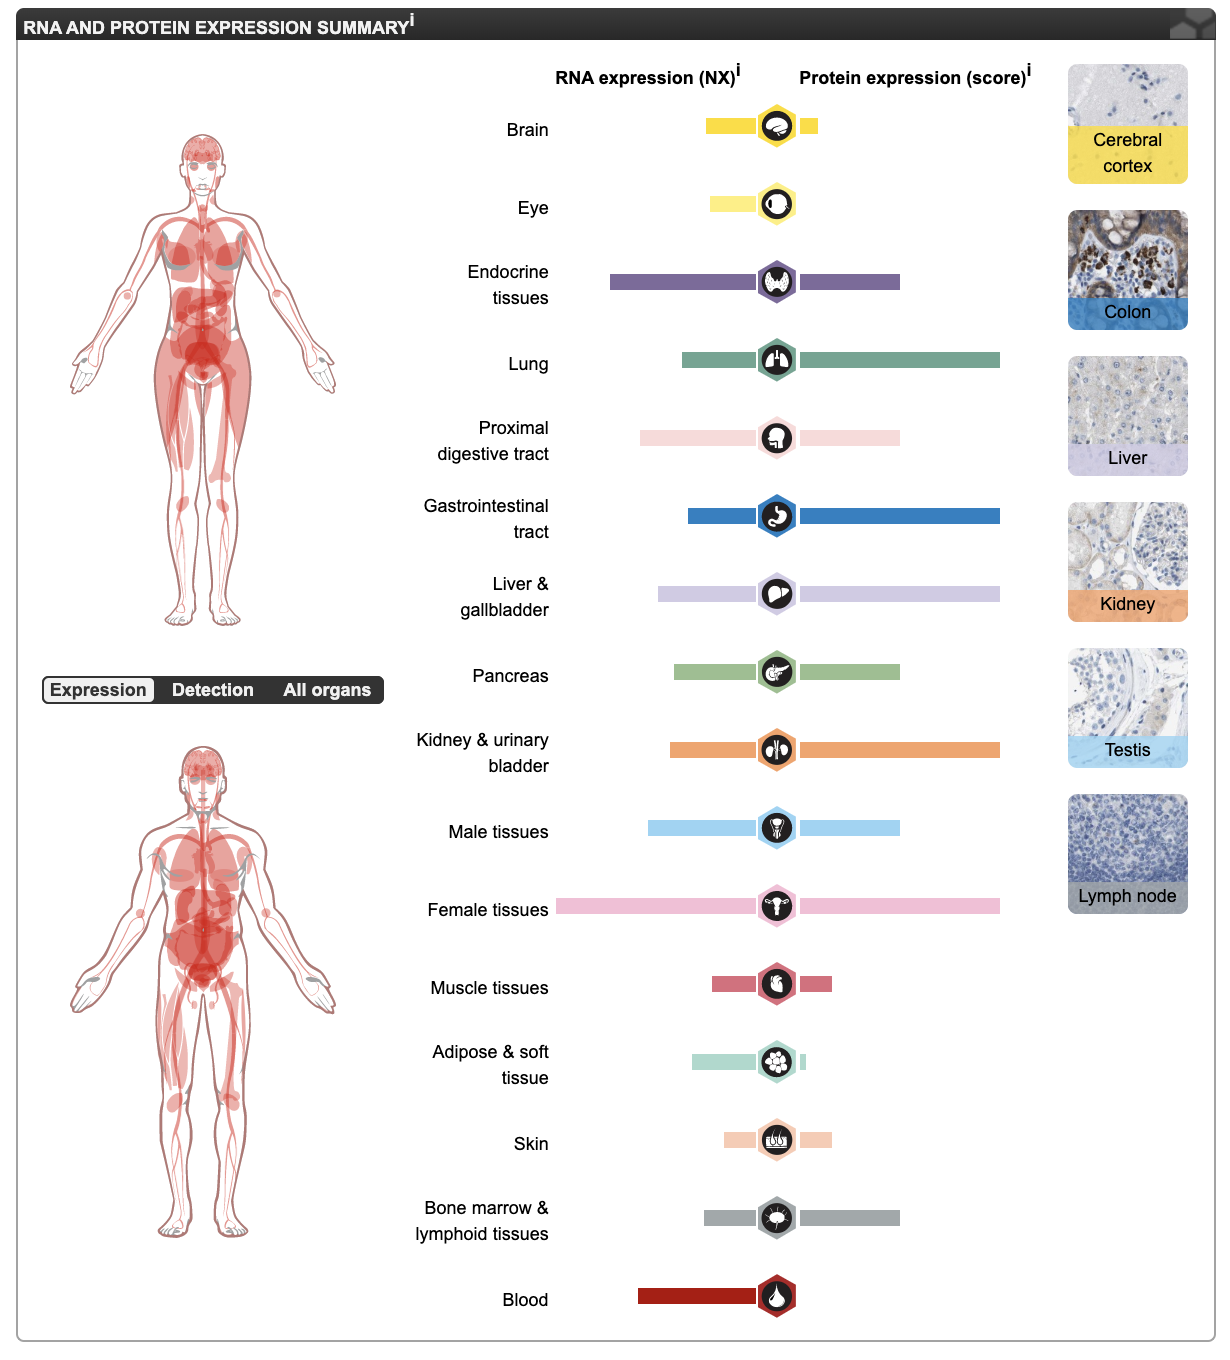 RNA AND PROTEIN EXPRESSION SUMMARYi
RNA expression (NX)i Protein expression (score)i
Brain
Eye
Endocrine
tissues
Lung
Proximal
digestive tract
Gastrointestinal
tract
Liver &
gallbladder
Pancreas
Kidney & urinary
bladder
Male tissues
Female tissues
Muscle tissues
Adipose & soft
tissue
Skin
Bone marrow &
lymphoid tissues
Blood
Expression Detection All organs
Cerebral
cortex
Colon
Liver
Kidney
Testis
Lymph node